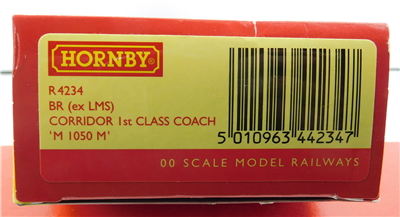 HORNBY
R4234
BR (ex LMS)
CORRIDOR 1st CLASS COACH
'M 1050 M'
5 010963 442347
00 SCALE MODEL RAILWAYS